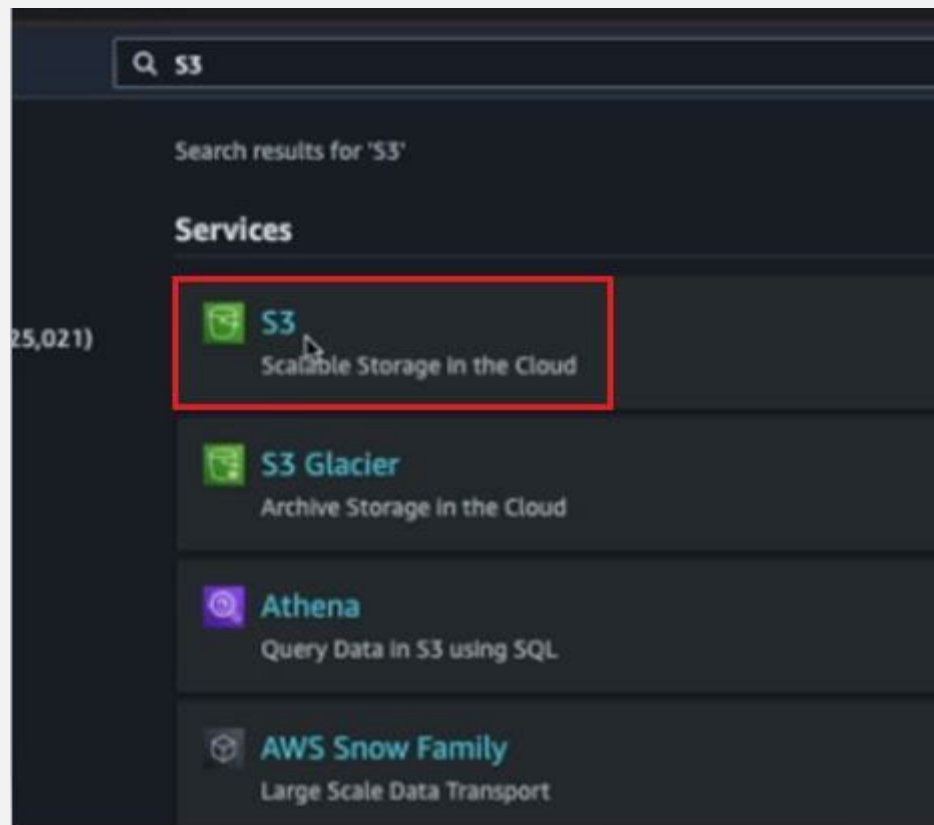 S3
Search results for 'S3'
Services
S3
25,021)
Scalable Storage in the Cloud
S3 Glacier
Archive Storage in the Cloud
Athena
Query Data in S3 using SQL
AWS Snow Family
Large Scale Data Transport